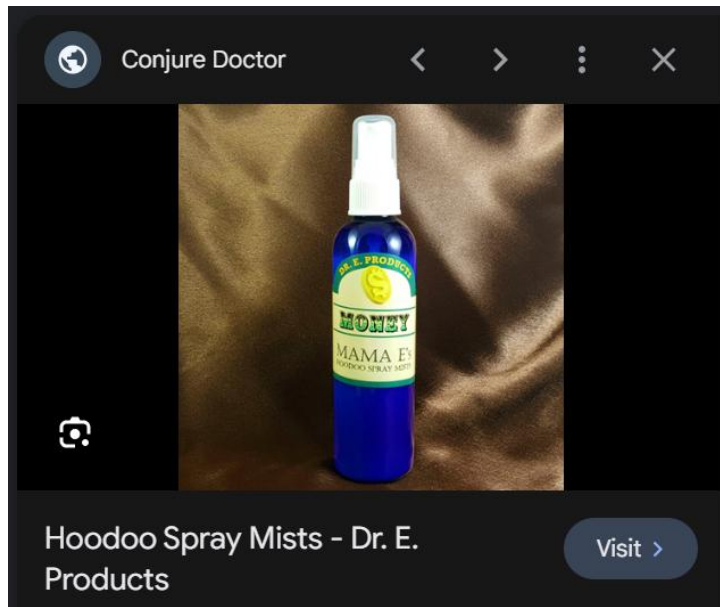 Conjure Doctor
DR. E. PRODUCTS
$
MONEY
MAMA E's
HOODOO SPRAY MISTS
Hoodoo Spray Mists - Dr. E.
Products
Visit >